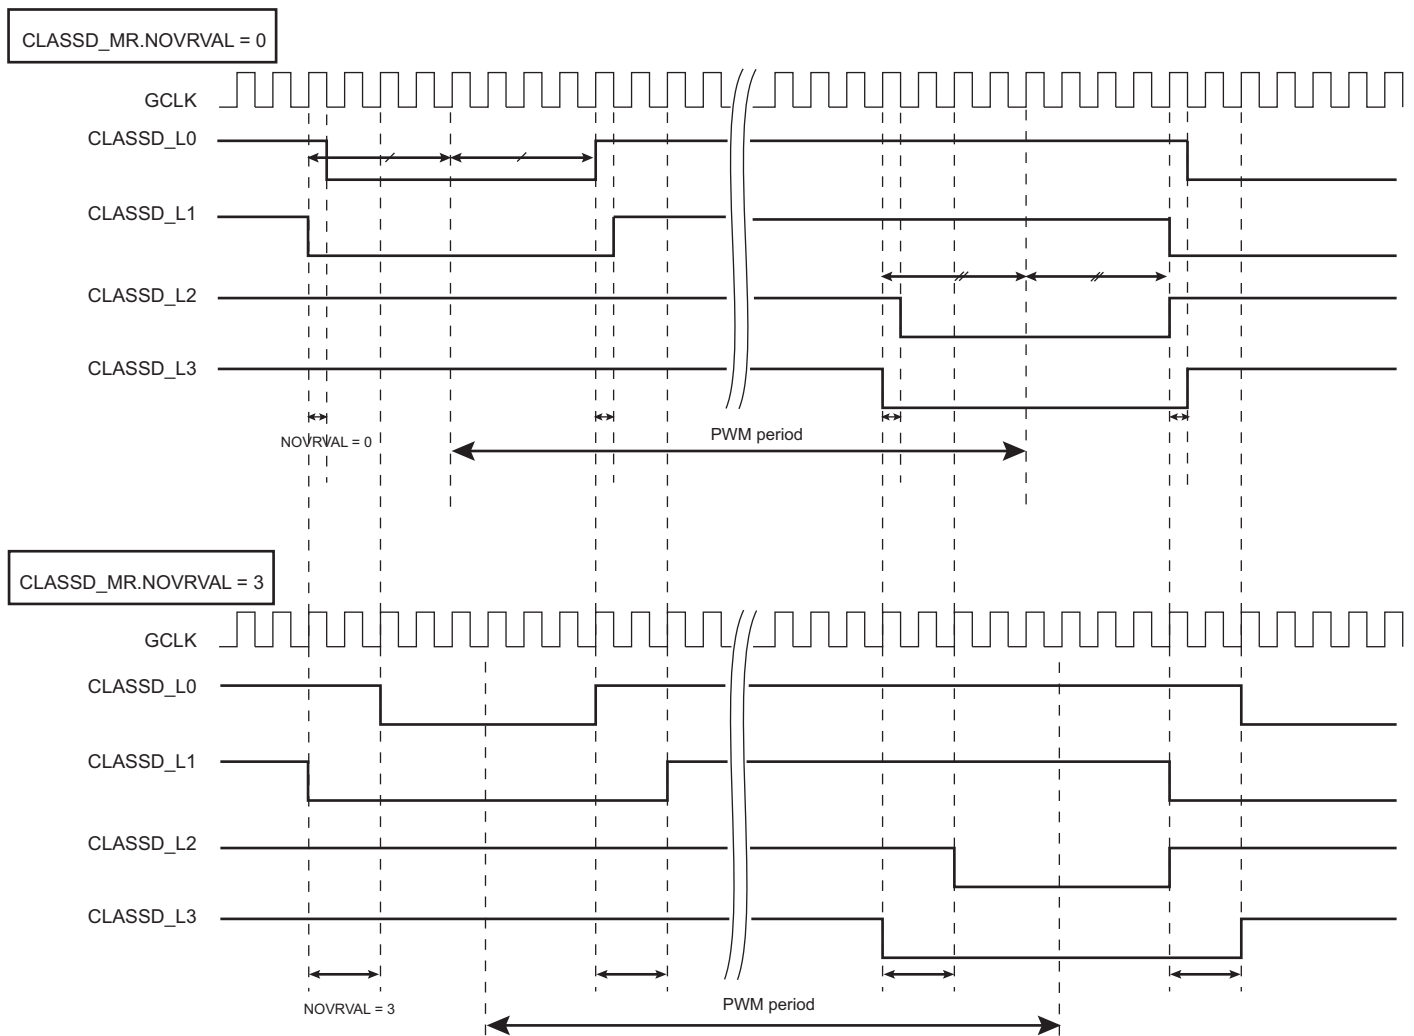 CLASSD_MR.NOVRVAL = 0
GCLK
CLASSD_L0
CLASSD_L1
CLASSD_L2
CLASSD_L3
NOVRVAL = 0
PWM period
CLASSD_MR.NOVRVAL = 3
GCLK
CLASSD_L0
CLASSD_L1
CLASSD_L2
CLASSD_L3
NOVRVAL = 3
PWM period